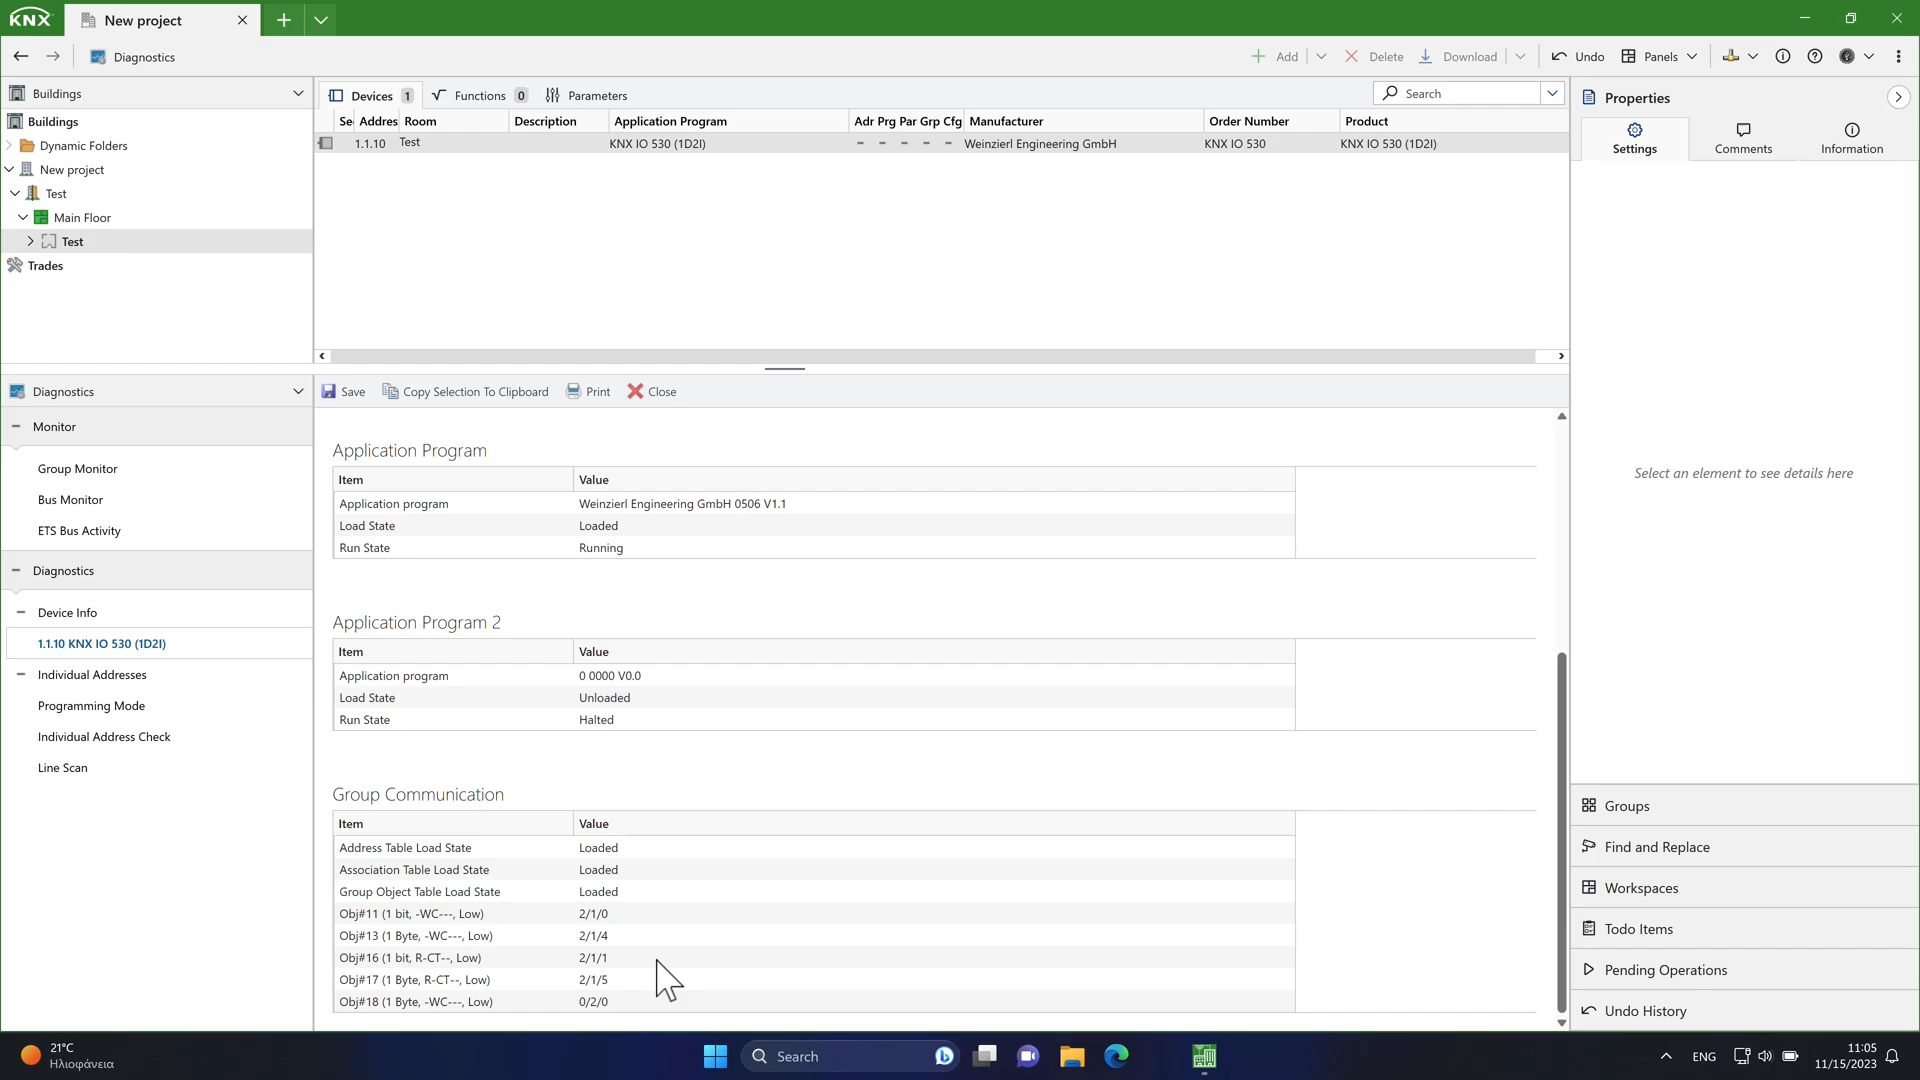 KNX New project
Diagnostics Add Delete Download Undo Panels
Buildings
Buildings
Dynamic Folders
New project
Test
Main Floor
Test
Trades
Devices 1 Functions 0 Parameters Search
Se Addres Room Description Application Program Adr Prg Par Grp Cfg Manufacturer Order Number Product
1.1.10 Test KNX IO 530 (1D2I) - - - - - Weinzierl Engineering GmbH KNX IO 530 KNX IO 530 (1D2I)
Properties
Settings Comments Information
Select an element to see details here
Diagnostics
Monitor
Group Monitor
Bus Monitor
ETS Bus Activity
Diagnostics
Device Info
1.1.10 KNX IO 530 (1D2I)
Individual Addresses
Programming Mode
Individual Address Check
Line Scan
Save Copy Selection To Clipboard Print Close
Application Program
Item Value
Application program Weinzierl Engineering GmbH 0506 V1.1
Load State Loaded
Run State Running
Application Program 2
Item Value
Application program 0 0000 V0.0
Load State Unloaded
Run State Halted
Group Communication
Item Value
Address Table Load State Loaded
Association Table Load State Loaded
Group Object Table Load State Loaded
Obj#11 (1 bit, -WC---, Low) 2/1/0
Obj#13 (1 Byte, -WC---, Low) 2/1/4
Obj#16 (1 bit, R-CT--, Low) 2/1/1
Obj#17 (1 Byte, R-CT--, Low) 2/1/5
Obj#18 (1 Byte, -WC---, Low) 0/2/0
Groups
Find and Replace
Workspaces
Todo Items
Pending Operations
Undo History
21°C
Ηλιοφάνεια
Search
ENG
11:05
11/15/2023